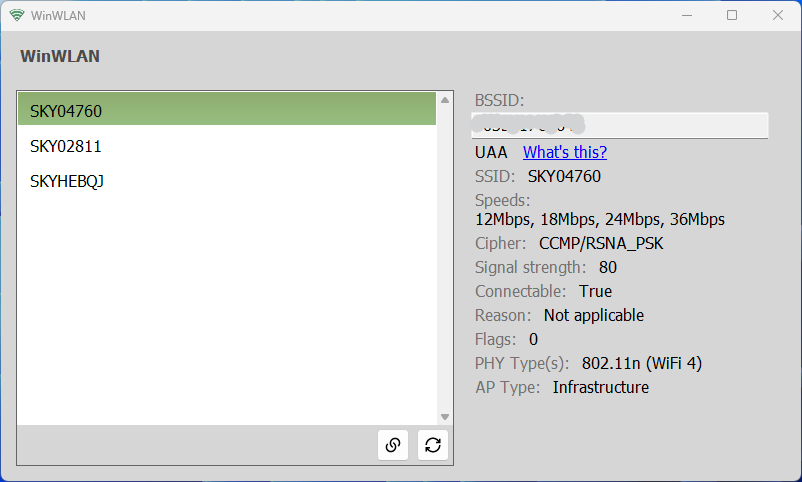 WinWLAN
WinWLAN
SKY04760
SKY02811
SKYHEBQJ
BSSID:
UAA What's this?
SSID: SKY04760
Speeds:
12Mbps, 18Mbps, 24Mbps, 36Mbps
Cipher: CCMP/RSNA_PSK
Signal strength: 80
Connectable: True
Reason: Not applicable
Flags: 0
PHY Type(s): 802.11n (WiFi 4)
AP Type: Infrastructure